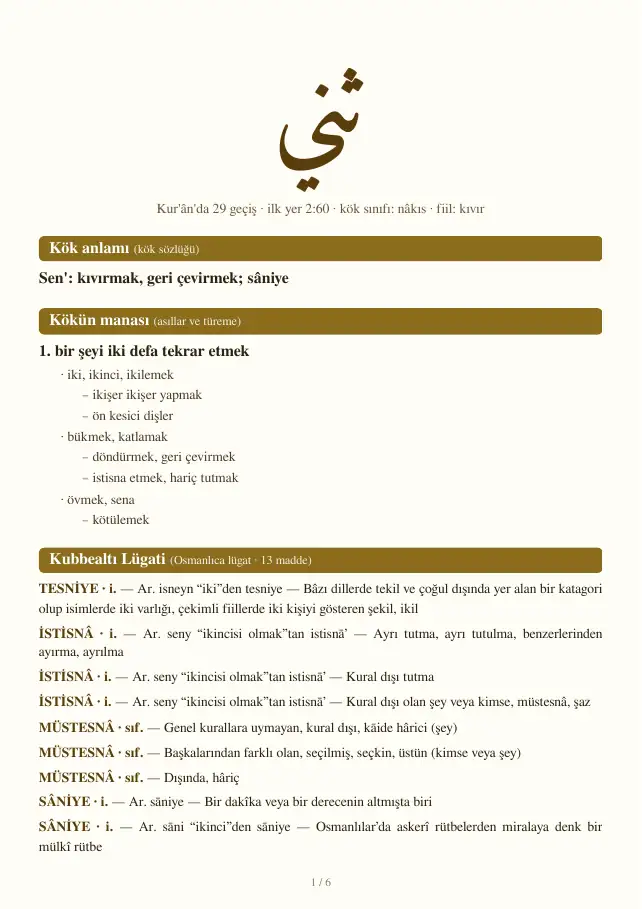 ثني
Kur'ân'da 29 geçiş · ilk yer 2:60 · kök sınıfı: nâkıs · fiil: kıvır
Kök anlamı (kök sözlüğü)
Sen': kıvırmak, geri çevirmek; sâniye
Kökün manası (asıllar ve türeme)
1. bir şeyi iki defa tekrar etmek
· iki, ikinci, ikilemek
– ikişer ikişer yapmak
– ön kesici dişler
· bükmek, katlamak
– döndürmek, geri çevirmek
– istisna etmek, hariç tutmak
· övmek, sena
– kötülemek
Kubbealtı Lügati (Osmanlıca lügat · 13 madde)
TESNİYE · i. — Ar. isneyn “iki”den tesniye — Bâzı dillerde tekil ve çoğul dışında yer alan bir katagori
olup isimlerde iki varlığı, çekimli fiillerde iki kişiyi gösteren şekil, ikil
İSTİSNÂ · i. — Ar. seny “ikincisi olmak”tan istisnā’ — Ayrı tutma, ayrı tutulma, benzerlerinden
ayırma, ayrılma
İSTİSNÂ · i. — Ar. seny “ikincisi olmak”tan istisnā’ — Kural dışı tutma
İSTİSNÂ · i. — Ar. seny “ikincisi olmak”tan istisnā’ — Kural dışı olan şey veya kimse, müstesnâ, şaz
MÜSTESNÂ · sıf. — Genel kurallara uymayan, kural dışı, kāide hârici (şey)
MÜSTESNÂ · sıf. — Başkalarından farklı olan, seçilmiş, seçkin, üstün (kimse veya şey)
MÜSTESNÂ · sıf. — Dışında, hâriç
SÂNİYE · i. — Ar. sāniye — Bir dakîka veya bir derecenin altmışta biri
SÂNİYE · i. — Ar. sāni “ikinci”den sāniye — Osmanlılar’da askerî rütbelerden miralaya denk bir
mülkî rütbe
1 / 6